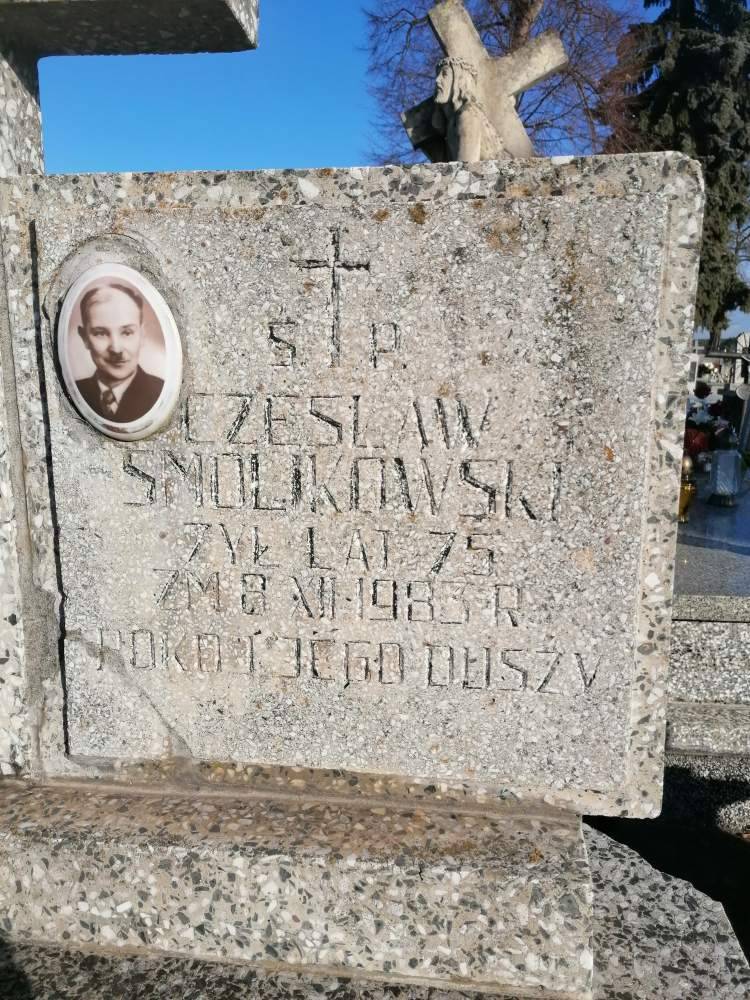 Ś. P.
CZESŁAW
SMOLIKOWSKI
ŻYŁ LAT 75
ZM 8 XII·1983 R
POKÓJ JEGO DUSZY